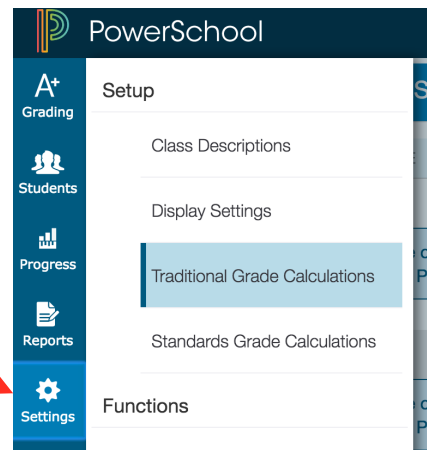 PowerSchool
A+
Grading
Students
Progress
Reports
Settings
Setup
Class Descriptions
Display Settings
Traditional Grade Calculations
Standards Grade Calculations
Functions